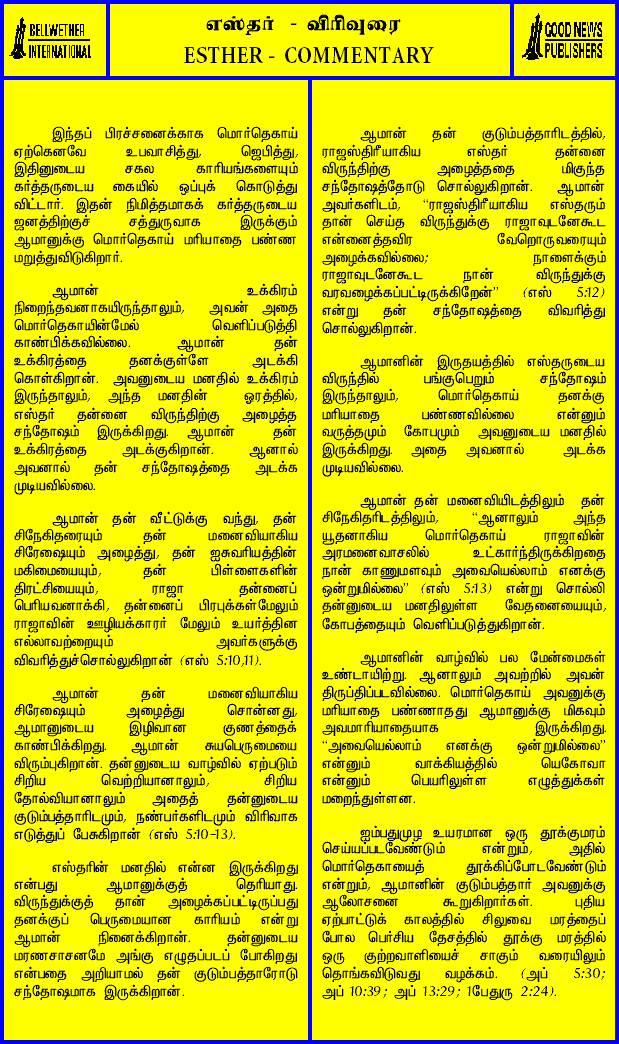 BELLWETHER
INTERNATIONAL
எஸ்தர் - விரிவுரை
ESTHER - COMMENTARY
GOOD NEWS
PUBLISHERS
இந்தப் பிரச்சனைக்காக மொர்தெகாய்
ஏற்கெனவே உபவாசித்து, ஜெபித்து,
இதினுடைய சகல காரியங்களையும்
கர்த்தருடைய கையில் ஒப்புக் கொடுத்து
விட்டார். இதன் நிமித்தமாகக் கர்த்தருடைய
ஜனத்திற்குச் சத்துருவாக இருக்கும்
ஆமானுக்கு மொர்தெகாய் மரியாதை பண்ண
மறுத்துவிடுகிறார்.
ஆமான் உக்கிரம்
நிறைந்தவனாகயிருந்தாலும், அவன் அதை
மொர்தெகாயின்மேல் வெளிப்படுத்தி
காண்பிக்கவில்லை. ஆமான் தன்
உக்கிரத்தை தனக்குள்ளே அடக்கி
கொள்கிறான். அவனுடைய மனதில் உக்கிரம்
இருந்தாலும், அந்த மனதின் ஓரத்தில்,
எஸ்தர் தன்னை விருந்திற்கு அழைத்த
சந்தோஷம் இருக்கிறது. ஆமான் தன்
உக்கிரத்தை அடக்குகிறான். ஆனால்
அவனால் தன் சந்தோஷத்தை அடக்க
முடியவில்லை.
ஆமான் தன் வீட்டுக்கு வந்து, தன்
சிநேகிதரையும் தன் மனைவியாகிய
சிரேஷையும் அழைத்து, தன் ஐசுவரியத்தின்
மகிமையையும், தன் பிள்ளைகளின்
திரட்சியையும், ராஜா தன்னைப்
பெரியவனாக்கி, தன்னைப் பிரபுக்கள்மேலும்
ராஜாவின் ஊழியக்காரர் மேலும் உயர்த்தின
எல்லாவற்றையும் அவர்களுக்கு
விவரித்துச்சொல்லுகிறான் (எஸ் 5:10,11).
ஆமான் தன் மனைவியாகிய
சிரேஷையும் அழைத்து சொன்னது,
ஆமானுடைய இழிவான குணத்தைக்
காண்பிக்கிறது. ஆமான் சுயபெருமையை
விரும்புகிறான். தன்னுடைய வாழ்வில் ஏற்படும்
சிறிய வெற்றியானாலும், சிறிய
தோல்வியானாலும் அதைத் தன்னுடைய
குடும்பத்தாரிடமும், நண்பர்களிடமும் விரிவாக
எடுத்துப் பேசுகிறான் (எஸ் 5:10-13).
எஸ்தரின் மனதில் என்ன இருக்கிறது
என்பது ஆமானுக்குத் தெரியாது.
விருந்துக்குத் தான் அழைக்கப்பட்டிருப்பது
தனக்குப் பெருமையான காரியம் என்று
ஆமான் நினைக்கிறான். தன்னுடைய
மரணசாசனமே அங்கு எழுதப்படப் போகிறது
என்பதை அறியாமல் தன் குடும்பத்தாரோடு
சந்தோஷமாக இருக்கிறான்.
ஆமான் தன் குடும்பத்தாரிடத்தில்,
ராஜஸ்திரீயாகிய எஸ்தர் தன்னை
விருந்திற்கு அழைத்ததை மிகுந்த
சந்தோஷத்தோடு சொல்லுகிறான். ஆமான்
அவர்களிடம், “ராஜஸ்திரீயாகிய எஸ்தரும்
தான் செய்த விருந்துக்கு ராஜாவுடனேகூட
என்னைத்தவிர வேறொருவரையும்
அழைக்கவில்லை; நாளைக்கும்
ராஜாவுடனேகூட நான் விருந்துக்கு
வரவழைக்கப்பட்டிருக்கிறேன்” (எஸ் 5:12)
என்று தன் சந்தோஷத்தை விவரித்து
சொல்லுகிறான்.
ஆமானின் இருதயத்தில் எஸ்தருடைய
விருந்தில் பங்குபெறும் சந்தோஷம்
இருந்தாலும், மொர்தெகாய் தனக்கு
மரியாதை பண்ணவில்லை என்னும்
வருத்தமும் கோபமும் அவனுடைய மனதில்
இருக்கிறது. அதை அவனால் அடக்க
முடியவில்லை.
ஆமான் தன் மனைவியிடத்திலும் தன்
சிநேகிதரிடத்திலும், “ஆனாலும் அந்த
யூதனாகிய மொர்தெகாய் ராஜாவின்
அரமனைவாசலில் உட்கார்ந்திருக்கிறதை
நான் காணுமளவும் அவையெல்லாம் எனக்கு
ஒன்றுமில்லை” (எஸ் 5:13) என்று சொல்லி
தன்னுடைய மனதிலுள்ள வேதனையையும்,
கோபத்தையும் வெளிப்படுத்துகிறான்.
ஆமானின் வாழ்வில் பல மேன்மைகள்
உண்டாயிற்று. ஆனாலும் அவற்றில் அவன்
திருப்திப்படவில்லை. மொர்தெகாய் அவனுக்கு
மரியாதை பண்ணாதது ஆமானுக்கு மிகவும்
அவமாரியாதையாக இருக்கிறது.
“அவையெல்லாம் எனக்கு ஒன்றுமில்லை”
என்னும் வாக்கியத்தில் யெகோவா
என்னும் பெயரிலுள்ள எழுத்துக்கள்
மறைந்துள்ளன.
ஐம்பதுமுழ உயரமான ஒரு தூக்குமரம்
செய்யப்படவேண்டும் என்றும், அதில்
மொர்தெகாயைத் தூக்கிப்போடவேண்டும்
என்றும், ஆமானின் குடும்பத்தார் அவனுக்கு
ஆலோசனை கூறுகிறார்கள். புதிய
ஏற்பாட்டுக் காலத்தில் சிலுவை மரத்தைப்
போல பெர்சிய தேசத்தில் தூக்கு மரத்தில்
ஒரு குற்றவாளியைச் சாகும் வரையிலும்
தொங்கவிடுவது வழக்கம். (அப் 5:30;
அப் 10:39; அப் 13:29; 1பேதுரு 2:24).